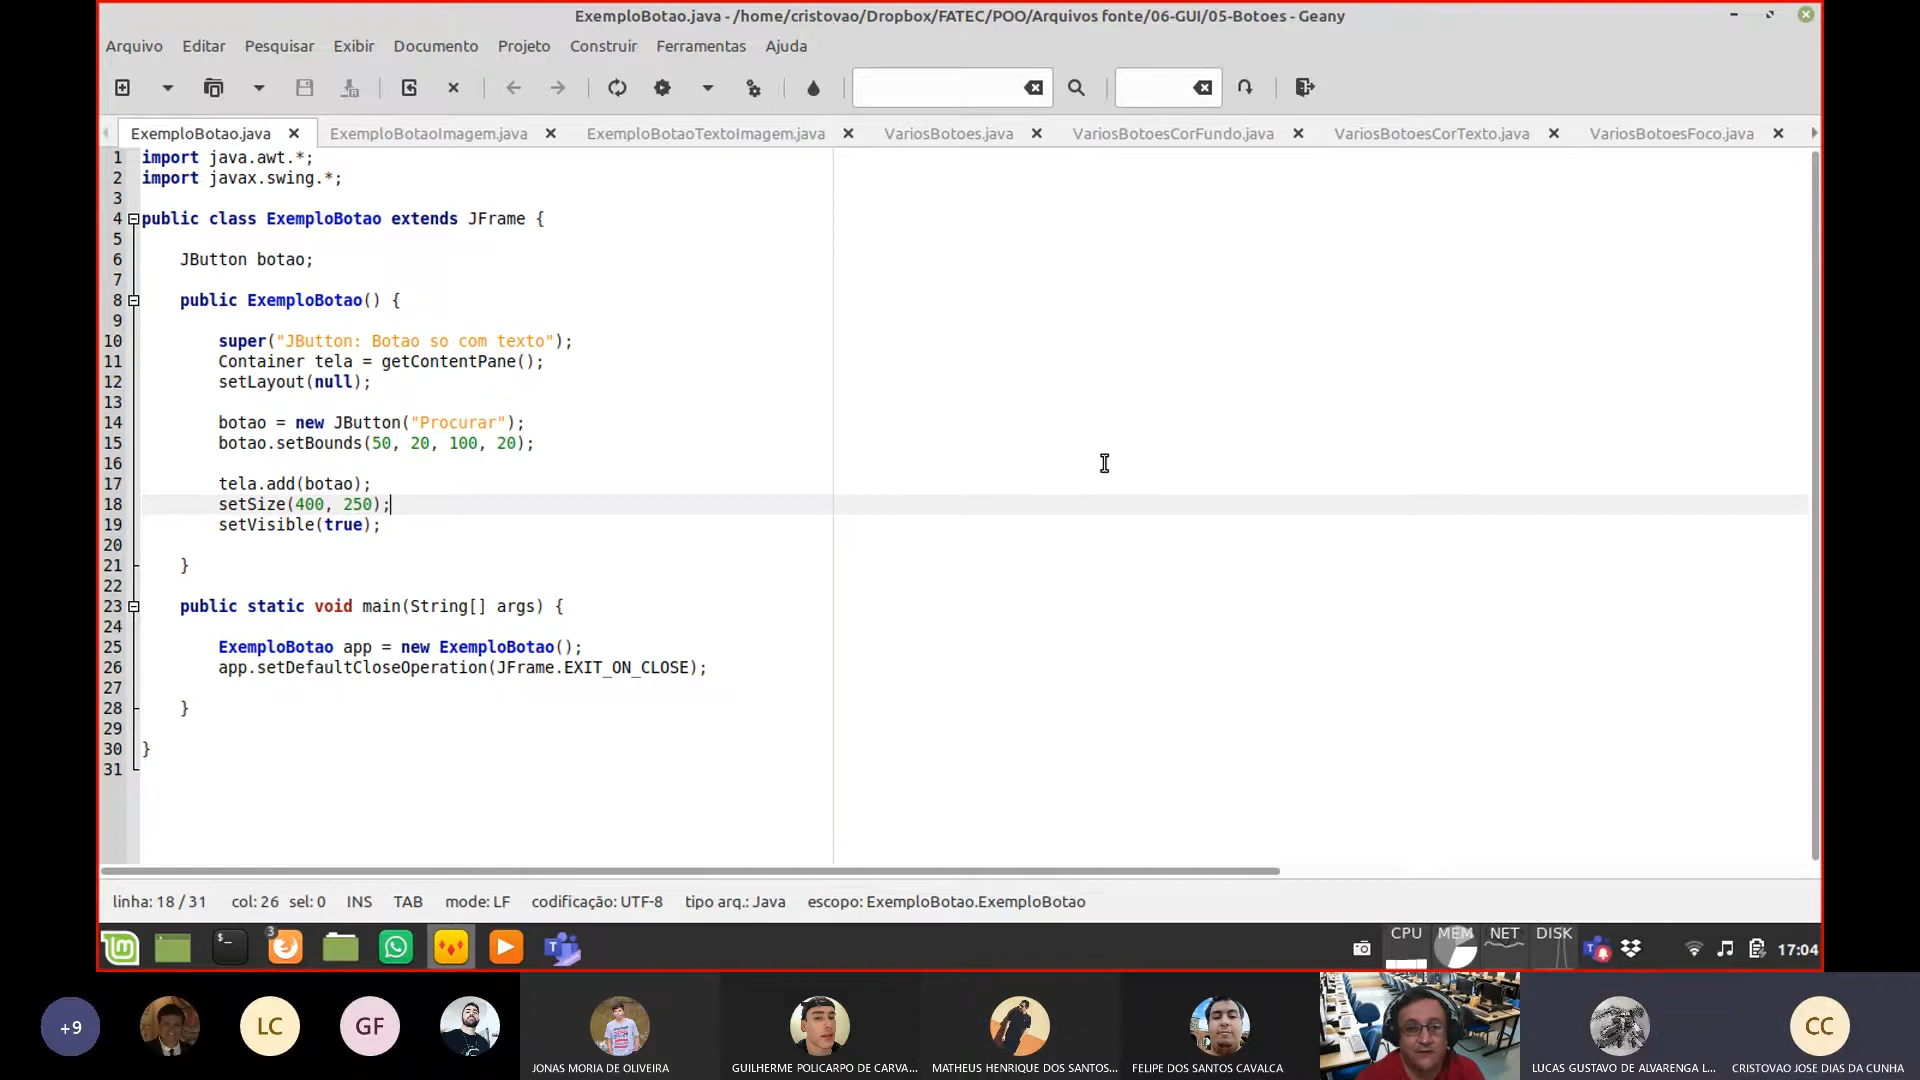 ExemploBotao.java - /home/cristovao/Dropbox/FATEC/POO/Arquivos fonte/06-GUI/05-Botoes - Geany
Arquivo Editar Pesquisar Exibir Documento Projeto Construir Ferramentas Ajuda
ExemploBotao.java ExemploBotaoImagem.java ExemploBotaoTextoImagem.java VariosBotoes.java VariosBotoesCorFundo.java VariosBotoesCorTexto.java VariosBotoesFoco.java
1 import java.awt.*;
2 import javax.swing.*;
3
4 public class ExemploBotao extends JFrame {
5
6 JButton botao;
7
8 public ExemploBotao() {
9
10 super("JButton: Botao so com texto");
11 Container tela = getContentPane();
12 setLayout(null);
13
14 botao = new JButton("Procurar");
15 botao.setBounds(50, 20, 100, 20);
16
17 tela.add(botao);
18 setSize(400, 250);
19 setVisible(true);
20
21 }
22
23 public static void main(String[] args) {
24
25 ExemploBotao app = new ExemploBotao();
26 app.setDefaultCloseOperation(JFrame.EXIT_ON_CLOSE);
27
28 }
29
30 }
31
linha: 18 / 31 col: 26 sel: 0 INS TAB mode: LF codificação: UTF-8 tipo arq.: Java escopo: ExemploBotao.ExemploBotao
3 CPU MEM NET DISK 17:04
+9 LC GF CC
JONAS MORIA DE OLIVEIRA GUILHERME POLICARPO DE CARVA... MATHEUS HENRIQUE DOS SANTOS... FELIPE DOS SANTOS CAVALCA LUCAS GUSTAVO DE ALVARENGA L... CRISTOVAO JOSE DIAS DA CUNHA